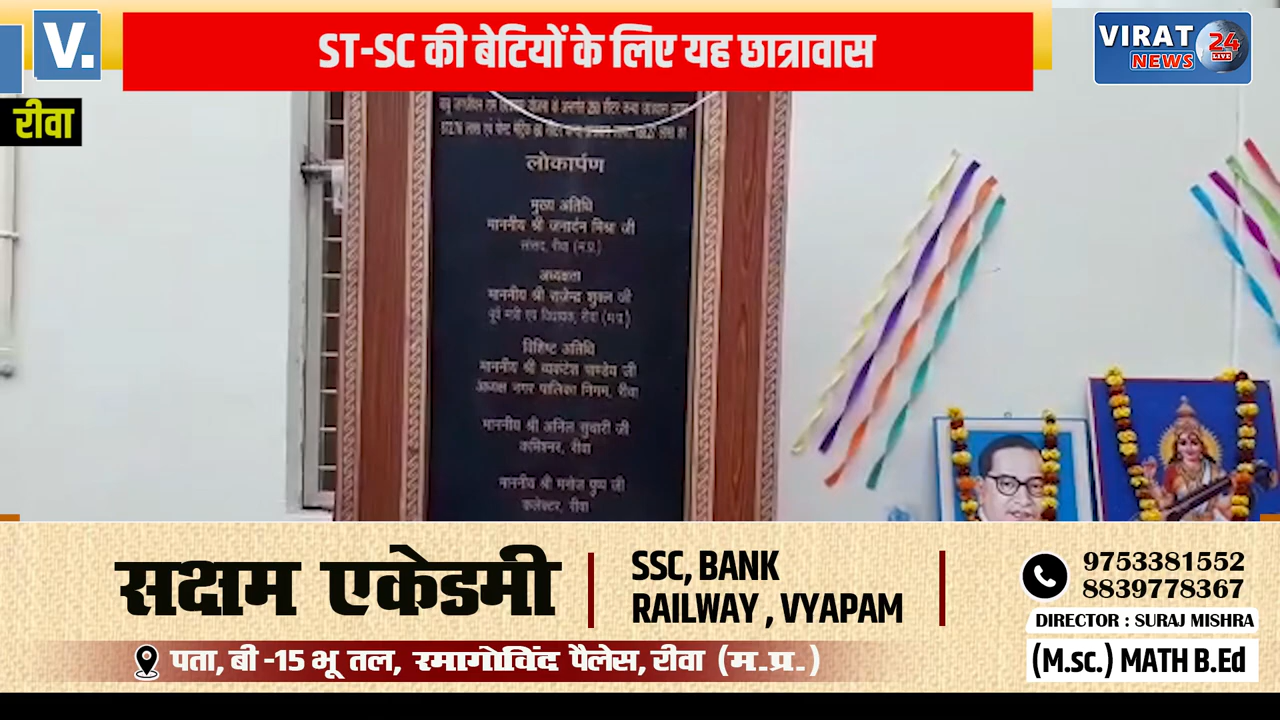 V.
ST-SC की बेटियों के लिए यह छात्रावास
VIRAT
24
NEWS
LIVE
रीवा
लोकार्पण
मुख्य अतिथि
माननीय श्री जनार्दन मिश्रा जी
सांसद, रीवा (म.प्र.)
अध्यक्षता
माननीय श्री राजेन्द्र शुक्ल जी
पूर्व मंत्री एवं विधायक, रीवा (म.प्र.)
विशिष्ट अतिथि
माननीय श्री व्यंकटेश पाण्डेय जी
अध्यक्ष नगर पालिका निगम, रीवा
माननीय श्री अनिल सुचारी जी
कमिश्नर, रीवा
माननीय श्री मनोज पुष्प जी
कलेक्टर, रीवा
सक्षम एकेडमी
SSC, BANK
RAILWAY , VYAPAM
9753381552
8839778367
DIRECTOR : SURAJ MISHRA
(M.sc.) MATH B.Ed
पता, बी -15 भू तल, रमागोविंद पैलेस, रीवा (म.प्र.)